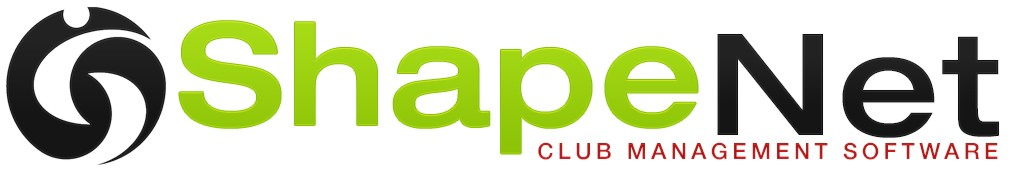 ShapeNet
CLUB MANAGEMENT SOFTWARE